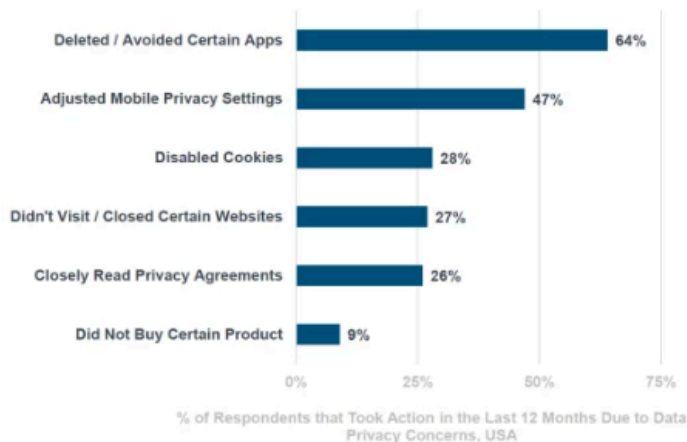 Deleted / Avoided Certain Apps 64%
Adjusted Mobile Privacy Settings 47%
Disabled Cookies 28%
Didn't Visit / Closed Certain Websites 27%
Closely Read Privacy Agreements 26%
Did Not Buy Certain Product 9%
0% 25% 50% 75%
% of Respondents that Took Action in the Last 12 Months Due to Data
Privacy Concerns, USA